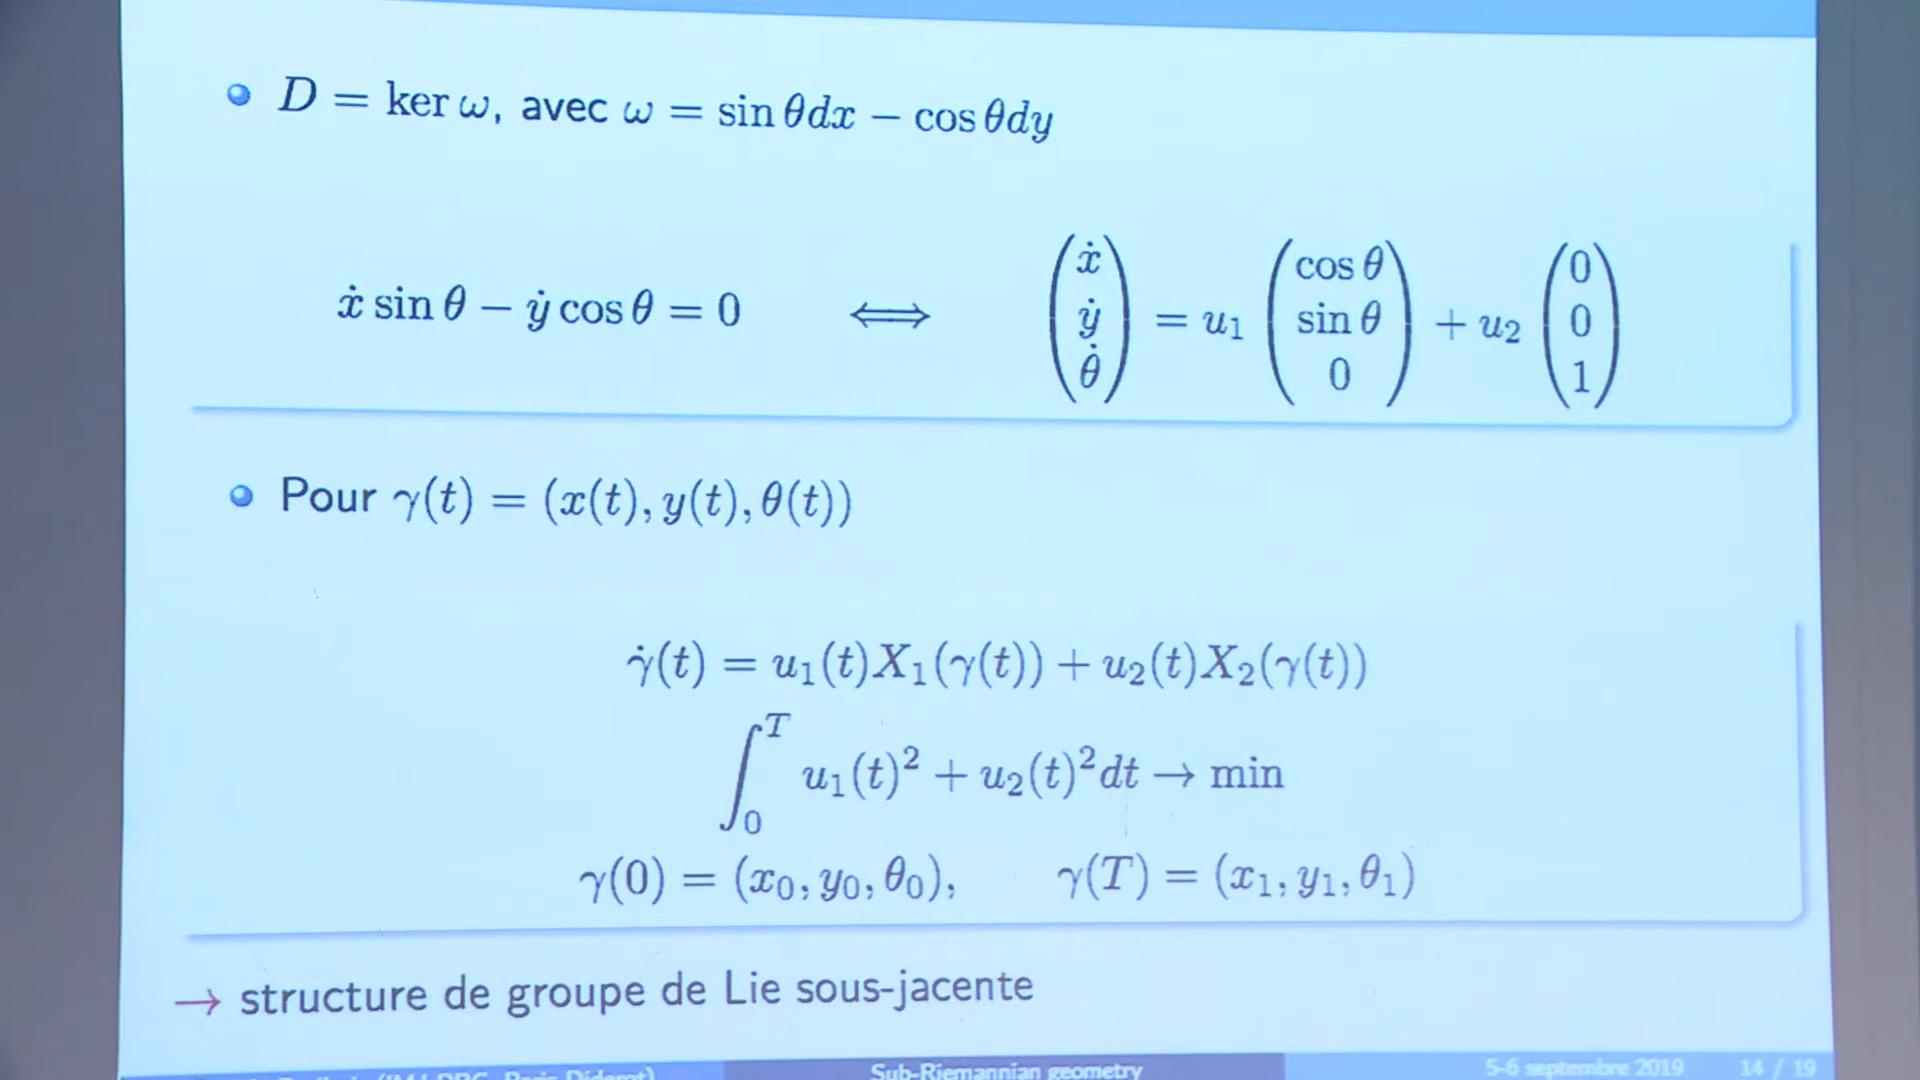 D = ker ω, avec ω = sin θdx − cos θdy
ẋ sin θ − ẏ cos θ = 0 ⟺ (ẋ ẏ θ̇) = u₁ (cos θ sin θ 0) + u₂ (0 0 1)
Pour γ(t) = (x(t), y(t), θ(t))
γ̇(t) = u₁(t)X₁(γ(t)) + u₂(t)X₂(γ(t))
∫₀ᵀ u₁(t)² + u₂(t)²dt → min
γ(0) = (x₀, y₀, θ₀), γ(T) = (x₁, y₁, θ₁)
→ structure de groupe de Lie sous-jacente
Paris Diderot) Sub-Riemannian geometry 5-6 septembre 2019 14 / 19